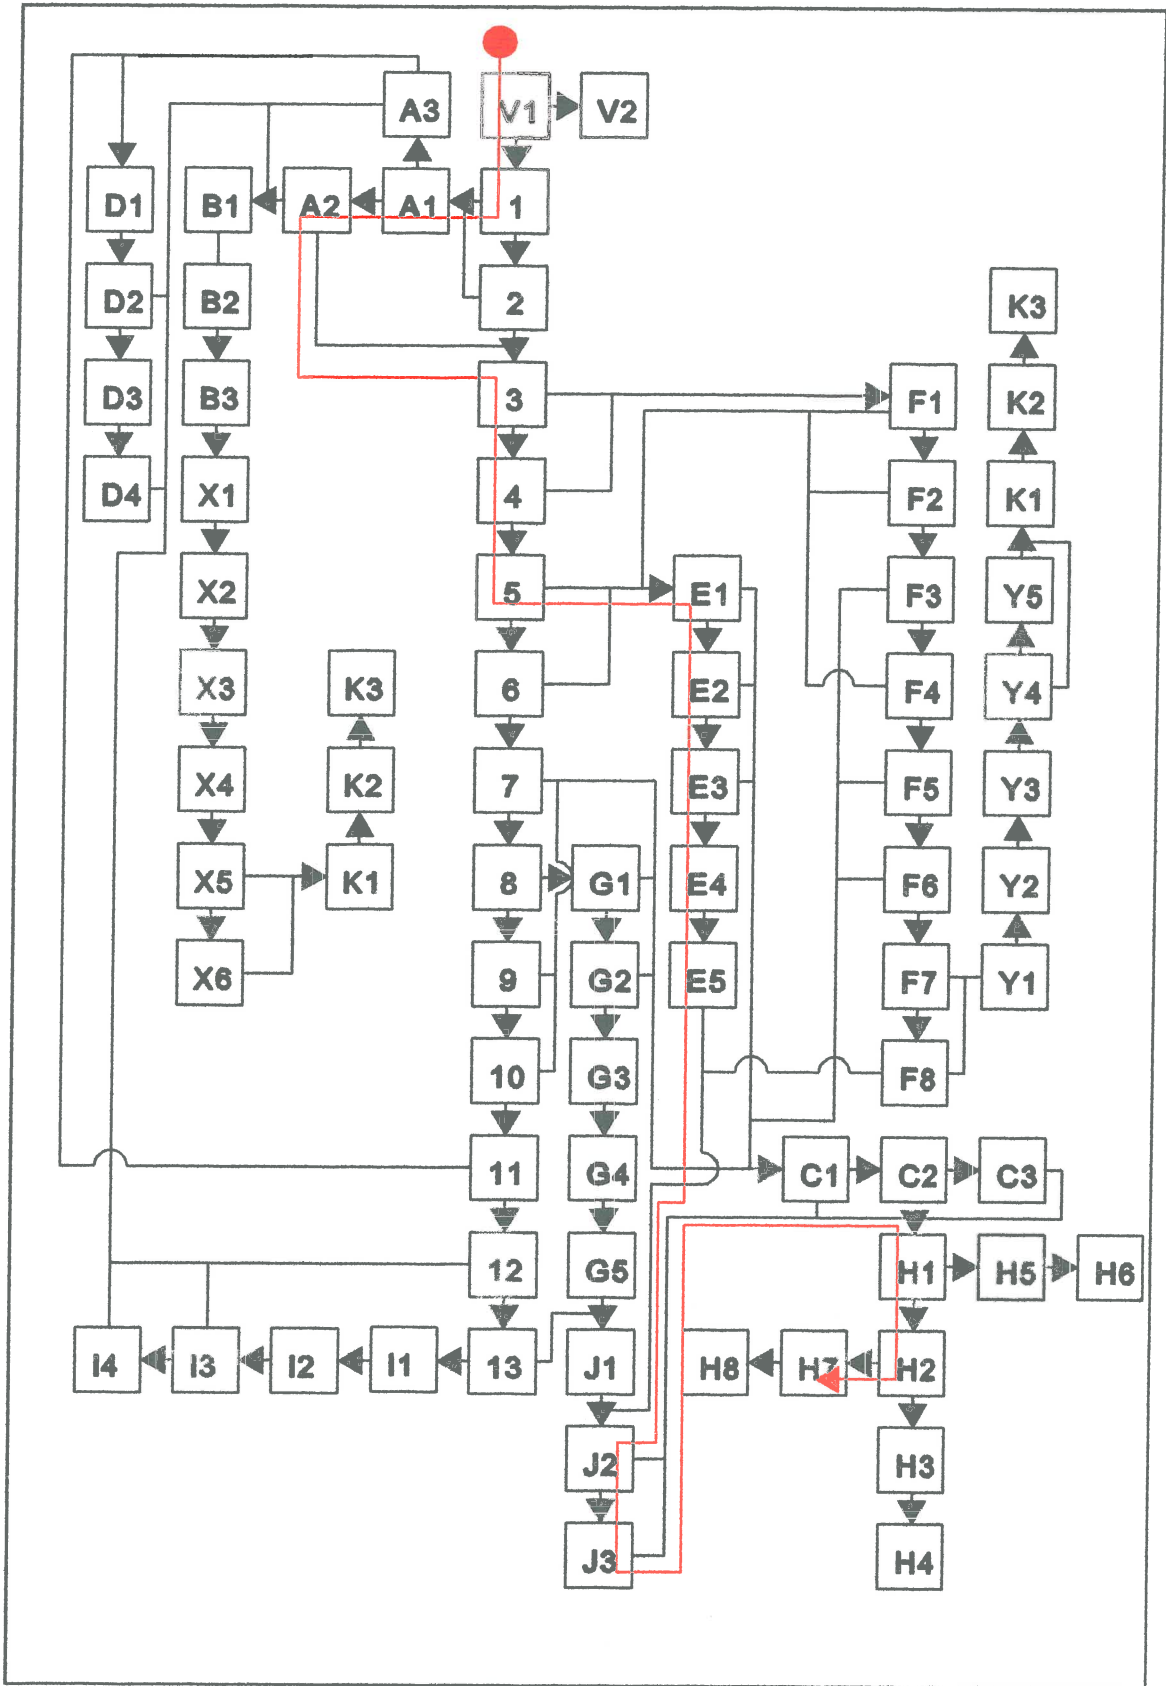 A3 V1 V2
D1 B1 A2 A1 1
D2 B2 2 K3
D3 B3 3 F1 K2
D4 X1 4 F2 K1
X2 5 E1 F3 Y5
X3 K3 6 E2 F4 Y4
X4 K2 7 E3 F5 Y3
X5 K1 8 G1 E4 F6 Y2
X6 9 G2 E5 F7 Y1
10 G3 F8
11 G4 C1 C2 C3
12 G5 H1 H5 H6
I4 I3 I2 I1 13 J1 H8 H7 H2
J2 H3
J3 H4